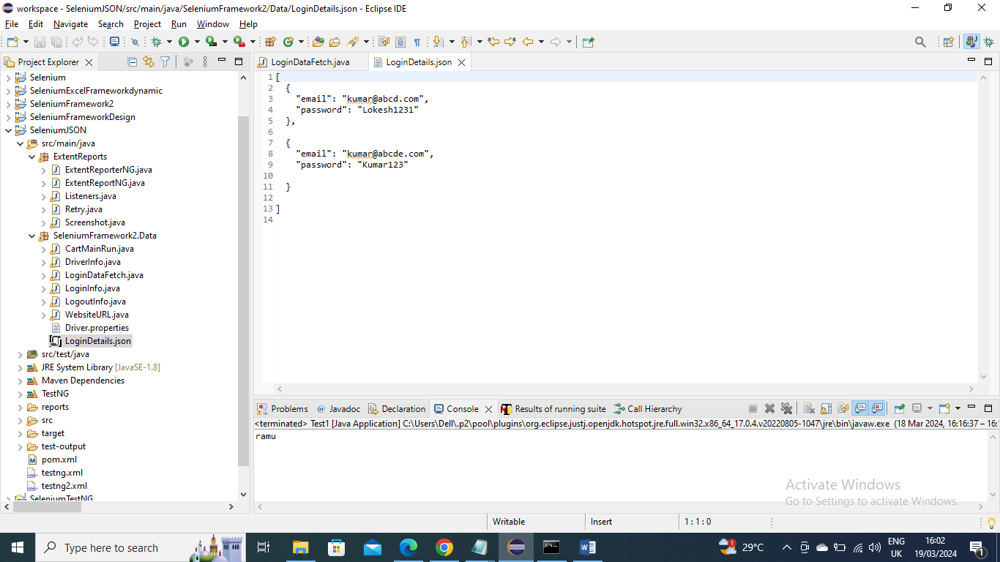 workspace - SeleniumJSON/src/main/java/SeleniumFramework2/Data/LoginDetails.json - Eclipse IDE
File Edit Navigate Search Project Run Window Help
Project Explorer
Selenium
SeleniumExcelFrameworkdynamic
SeleniumFramework2
SeleniumFrameworkDesign
SeleniumJSON
src/main/java
ExtentReports
ExtentReporterNG.java
ExtentReportNG.java
Listeners.java
Retry.java
Screenshot.java
SeleniumFramework2.Data
CartMainRun.java
DriverInfo.java
LoginDataFetch.java
LoginInfo.java
LogoutInfo.java
WebsiteURL.java
Driver.properties
LoginDetails.json
src/test/java
JRE System Library [JavaSE-1.8]
Maven Dependencies
TestNG
reports
src
target
test-output
pom.xml
testng.xml
testng2.xml
SeleniumTestNG
LoginDataFetch.java LoginDetails.json
1 [
2 {
3 "email": "kumar@abcd.com",
4 "password": "Lokesh1231"
5 },
6
7 {
8 "email": "kumar@abcde.com",
9 "password": "Kumar123"
10
11 }
12
13 ]
14
Problems @ Javadoc Declaration Console Results of running suite Call Hierarchy
<terminated> Test1 [Java Application] C:\Users\Dell\.p2\pool\plugins\org.eclipse.justj.openjdk.hotspot.jre.full.win32.x86_64_17.0.4.v20220805-1047\jre\bin\javaw.exe (18 Mar 2024, 16:16:37 – 16:
ramu
Activate Windows
Go to Settings to activate Windows.
Writable Insert 1 : 1 : 0
Type here to search
1
29°C
ENG
UK
16:02
19/03/2024
1